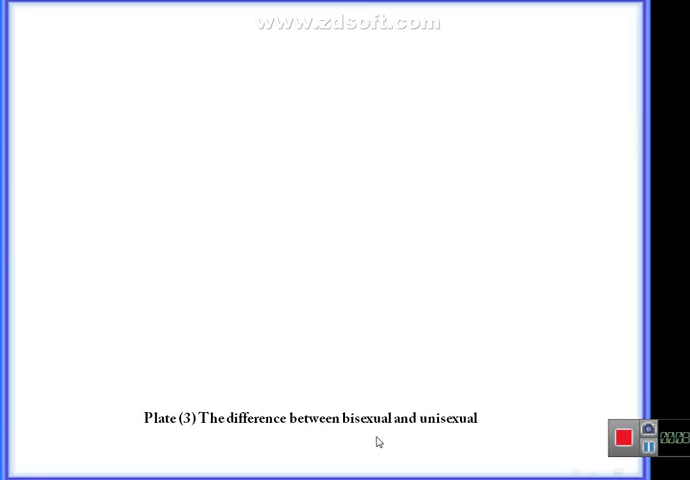 www.zdsoft.com
Plate (3) The difference between bisexual and unisexual